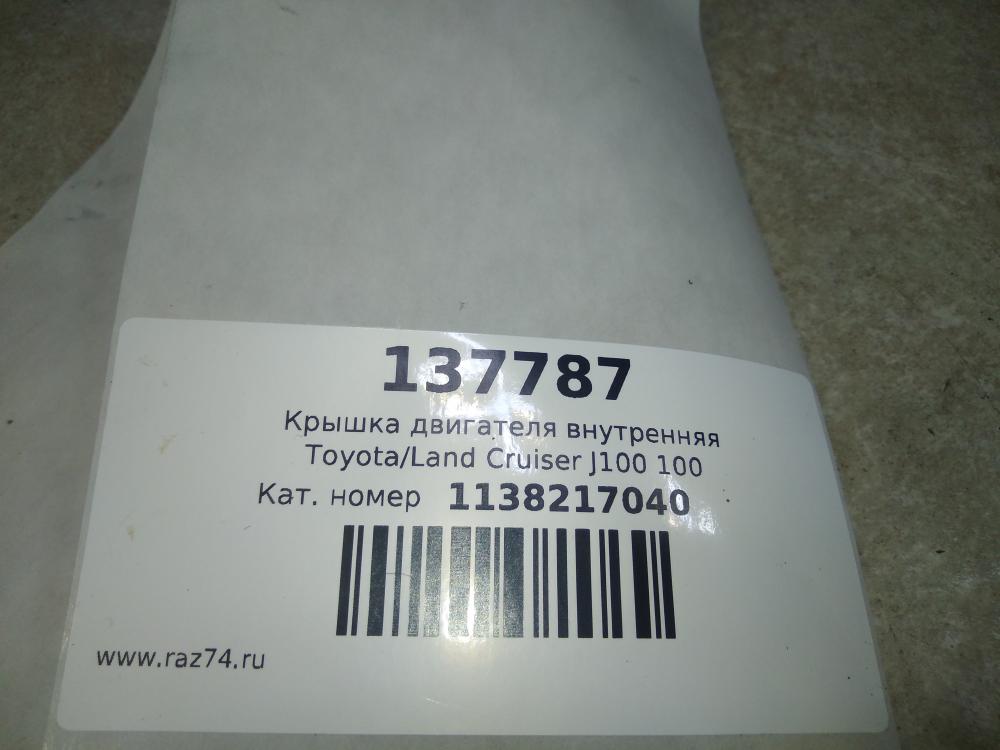 137787
Крышка двигателя внутренняя
Toyota/Land Cruiser J100 100
Кат. номер 1138217040
www.raz74.ru